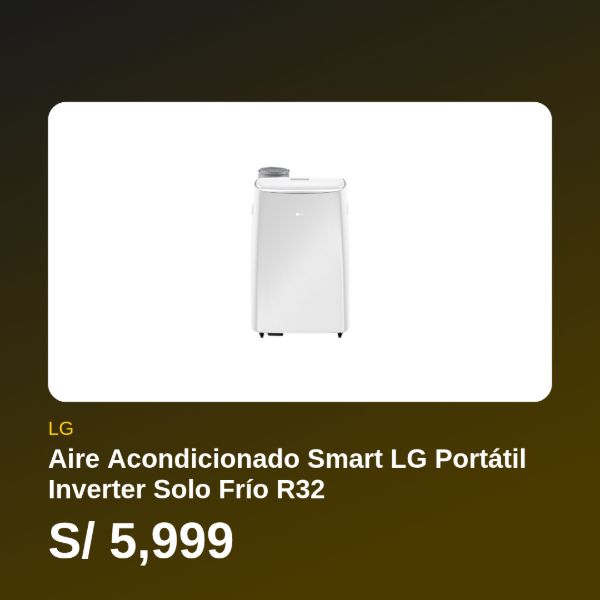 LG
Aire Acondicionado Smart LG Portátil
Inverter Solo Frío R32
S/ 5,999